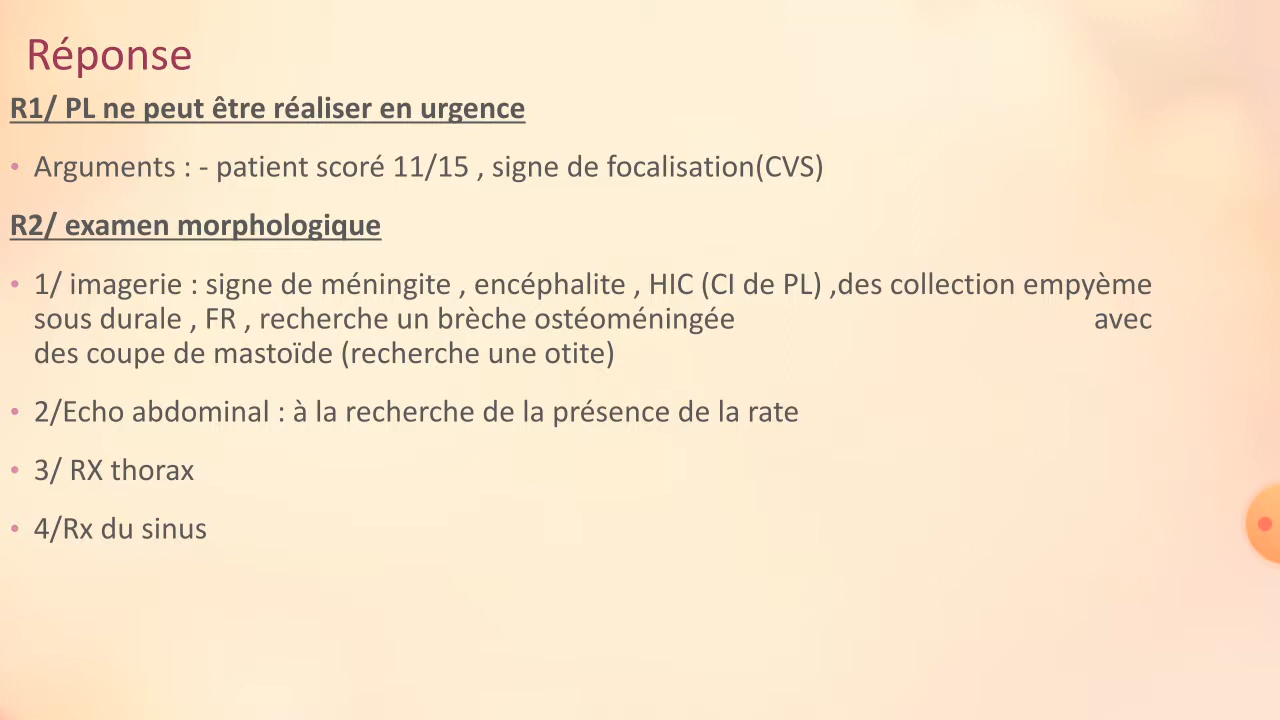 Réponse
R1/ PL ne peut être réaliser en urgence
• Arguments : - patient scoré 11/15 , signe de focalisation(CVS)
R2/ examen morphologique
• 1/ imagerie : signe de méningite , encéphalite , HIC (CI de PL) ,des collection empyème
sous durale , FR , recherche un brèche ostéoméningée avec
des coupe de mastoïde (recherche une otite)
• 2/Echo abdominal : à la recherche de la présence de la rate
• 3/ RX thorax
• 4/Rx du sinus